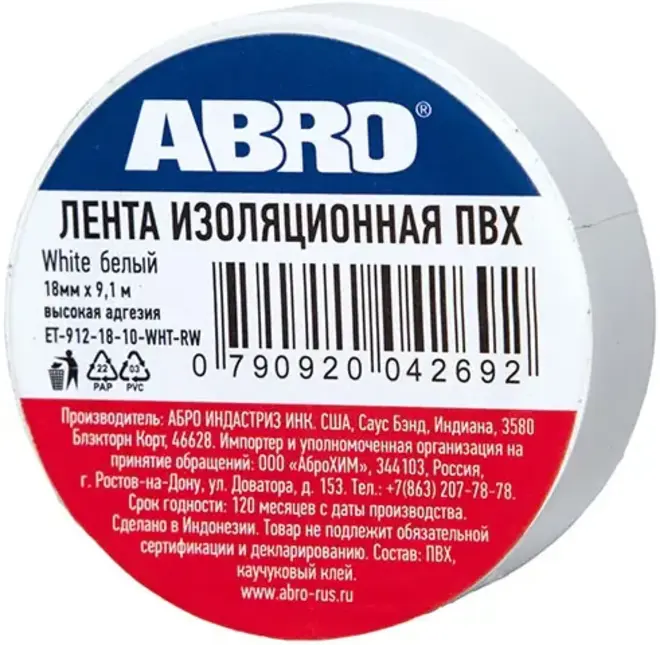 ABRO®
ЛЕНТА ИЗОЛЯЦИОННАЯ ПВХ
White белый
18мм х 9,1 м
высокая адгезия
ET-912-18-10-WHT-RW
22
PAP
03
PVC
0 790920 042692
Производитель: АБРО ИНДАСТРИЗ ИНК. США, Саус Бэнд, Индиана, 3580
Блэкторн Корт, 46628. Импортер и уполномоченная организация на
принятие обращений: ООО «АброХИМ», 344103, Россия,
г. Ростов-на-Дону, ул. Доватора, д. 153. Тел.: +7(863) 207-78-78.
Срок годности: 120 месяцев с даты производства.
Сделано в Индонезии. Товар не подлежит обязательной
сертификации и декларированию. Состав: ПВХ,
каучуковый клей.
www.abro-rus.ru